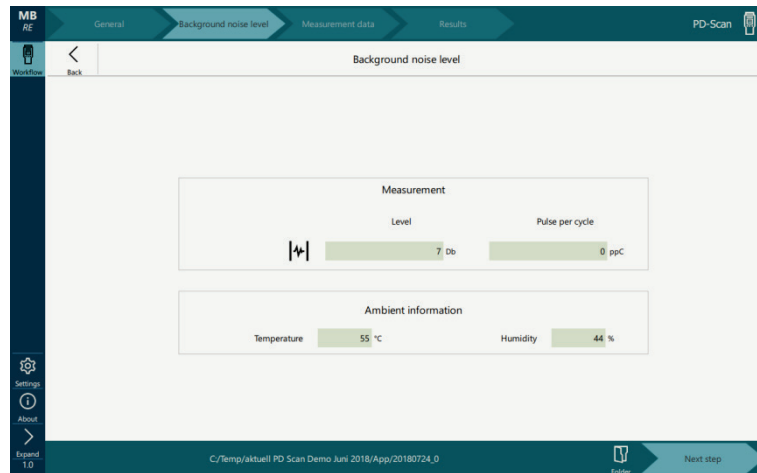 MB
RE
General
Background noise level
Measurement data
Results
PD-Scan
Workflow
Back
Background noise level
Measurement
Level
Pulse per cycle
7 Db
0 ppC
Ambient information
Temperature 55 °C
Humidity 44 %
Settings
About
Expand
1.0
C:/Temp/aktuell PD Scan Demo Juni 2018/App/20180724_0
Folder
Next step